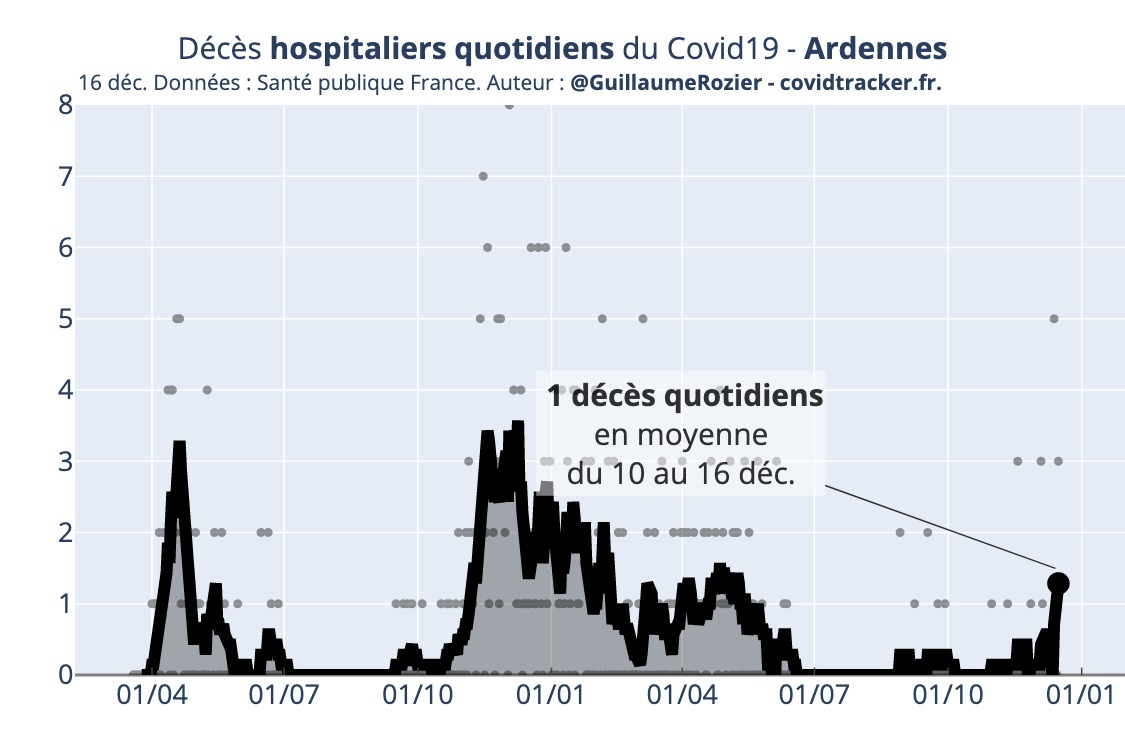 Décès hospitaliers quotidiens du Covid19 - Ardennes
16 déc. Données : Santé publique France. Auteur : @GuillaumeRozier - covidtracker.fr.
8
7
6
5
4
3
2
1
0
1 décès quotidiens
en moyenne
du 10 au 16 déc.
01/04 01/07 01/10 01/01 01/04 01/07 01/10 01/01